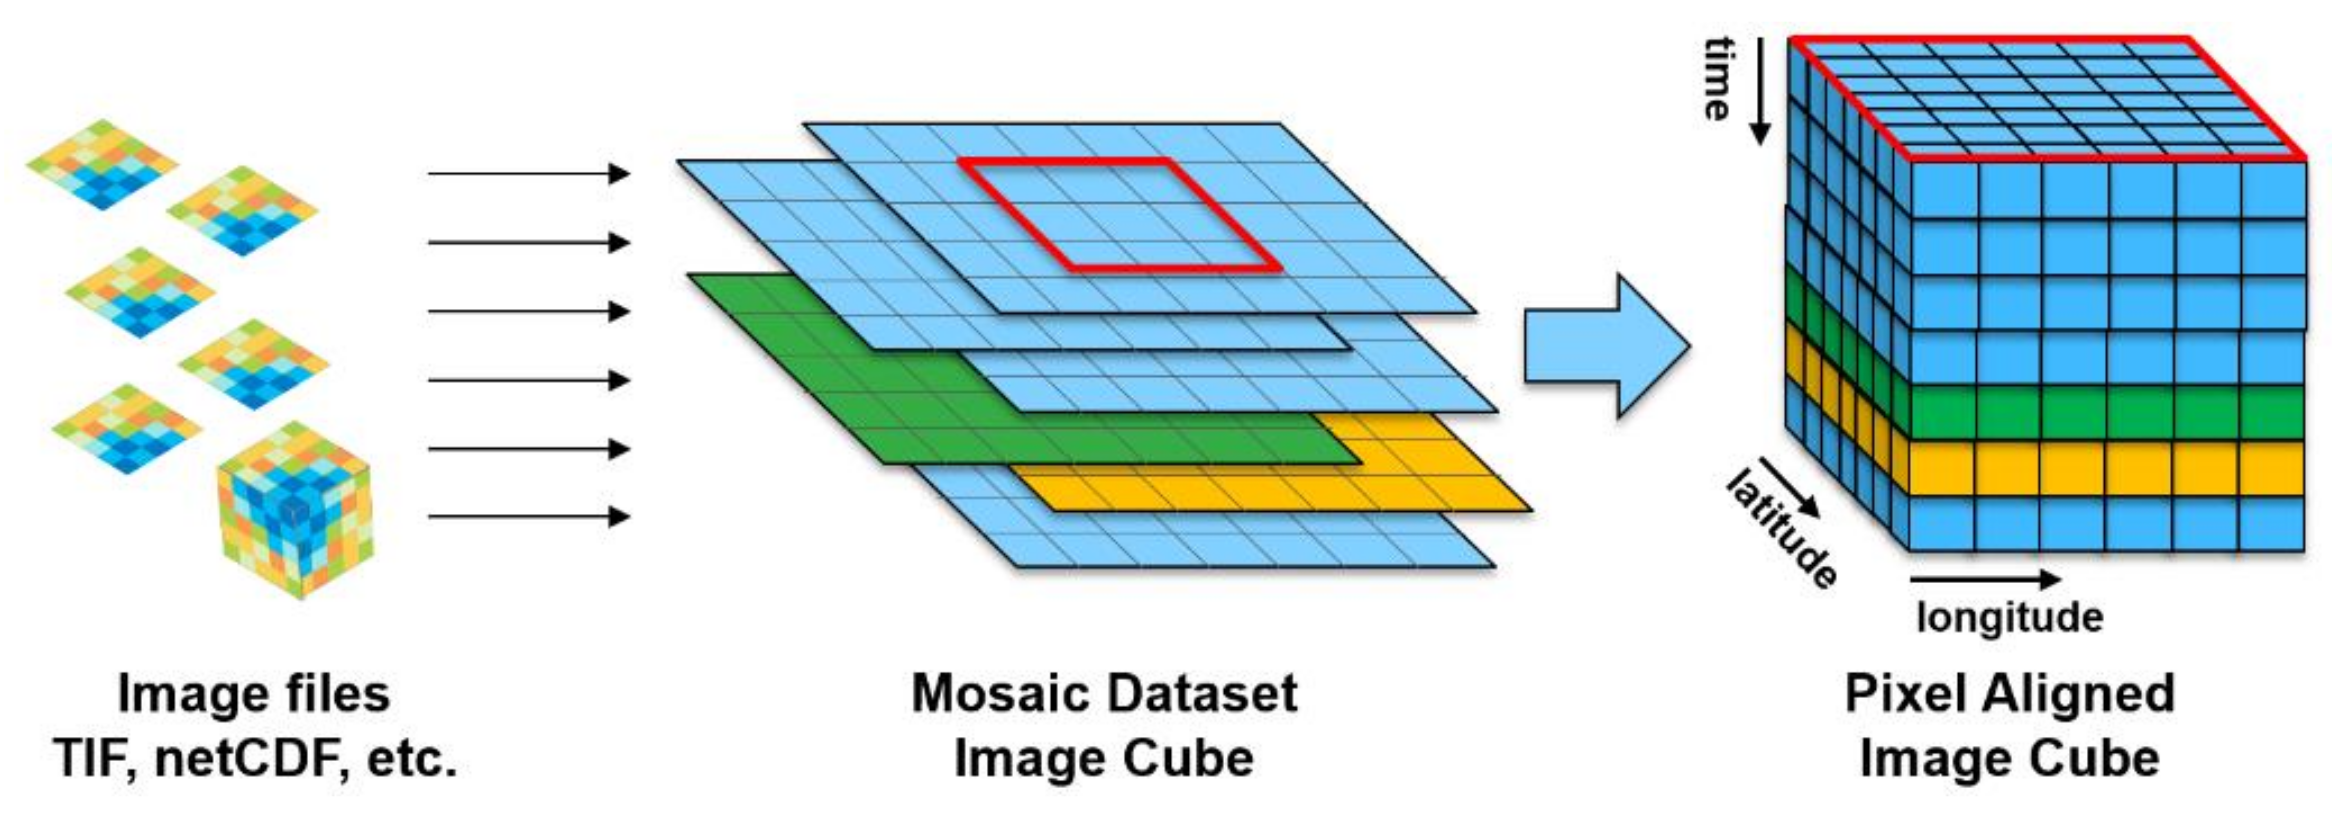 Image files
TIF, netCDF, etc.
Mosaic Dataset
Image Cube
time
latitude
longitude
Pixel Aligned
Image Cube